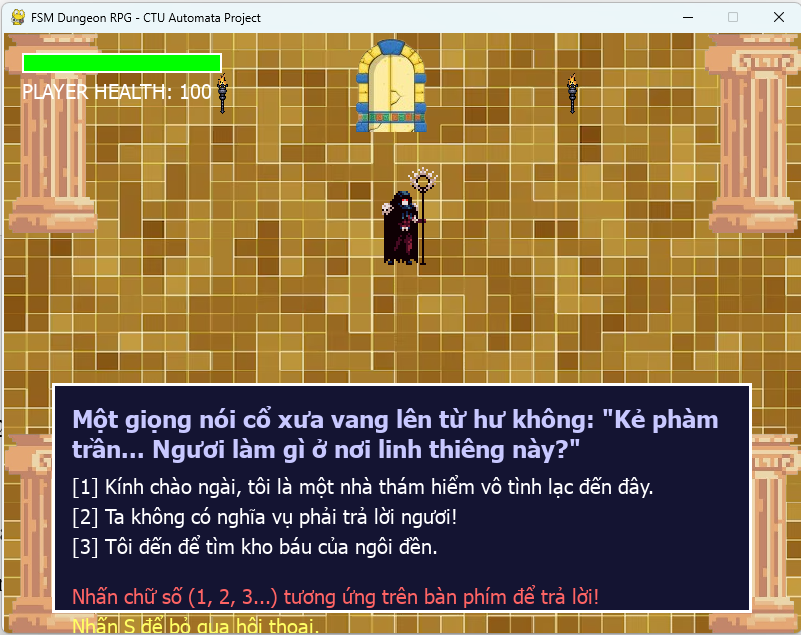 FSM Dungeon RPG - CTU Automata Project
PLAYER HEALTH: 100
Một giọng nói cổ xưa vang lên từ hư không: "Kẻ phàm
trần... Ngươi làm gì ở nơi linh thiêng này?"
[1] Kính chào ngài, tôi là một nhà thám hiểm vô tình lạc đến đây.
[2] Ta không có nghĩa vụ phải trả lời ngươi!
[3] Tôi đến để tìm kho báu của ngôi đền.
Nhấn chữ số (1, 2, 3...) tương ứng trên bàn phím để trả lời!
Nhấn S để bỏ qua hội thoại.